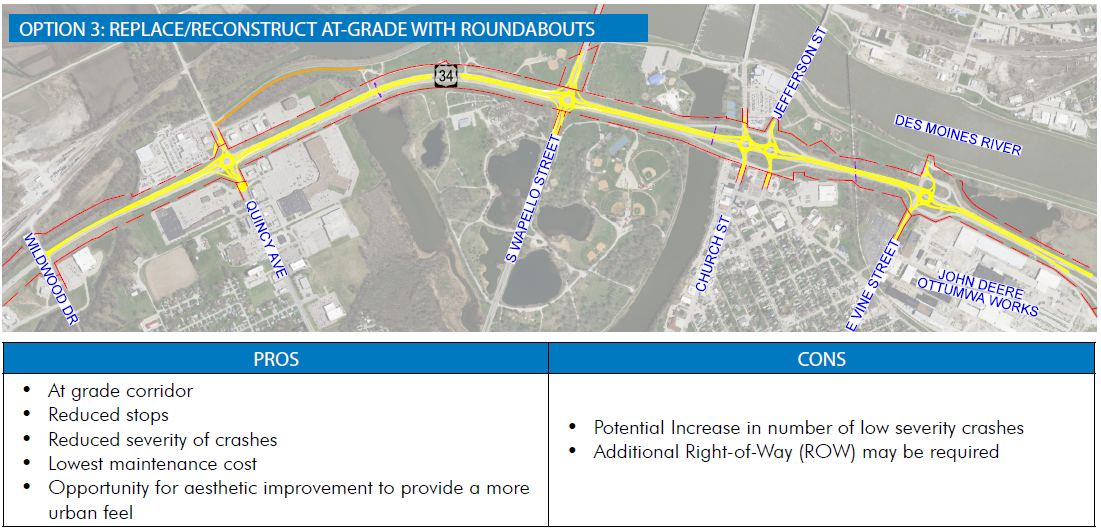 OPTION 3: REPLACE/RECONSTRUCT AT-GRADE WITH ROUNDABOUTS
34
JEFFERSON ST
DES MOINES RIVER
S WAPELLO STREET
QUINCY AVE
WILDWOOD DR
CHURCH ST
E VINE STREET
JOHN DEERE
OTTUMWA WORKS
PROS
• At grade corridor
• Reduced stops
• Reduced severity of crashes
• Lowest maintenance cost
• Opportunity for aesthetic improvement to provide a more
urban feel
CONS
• Potential Increase in number of low severity crashes
• Additional Right-of-Way (ROW) may be required